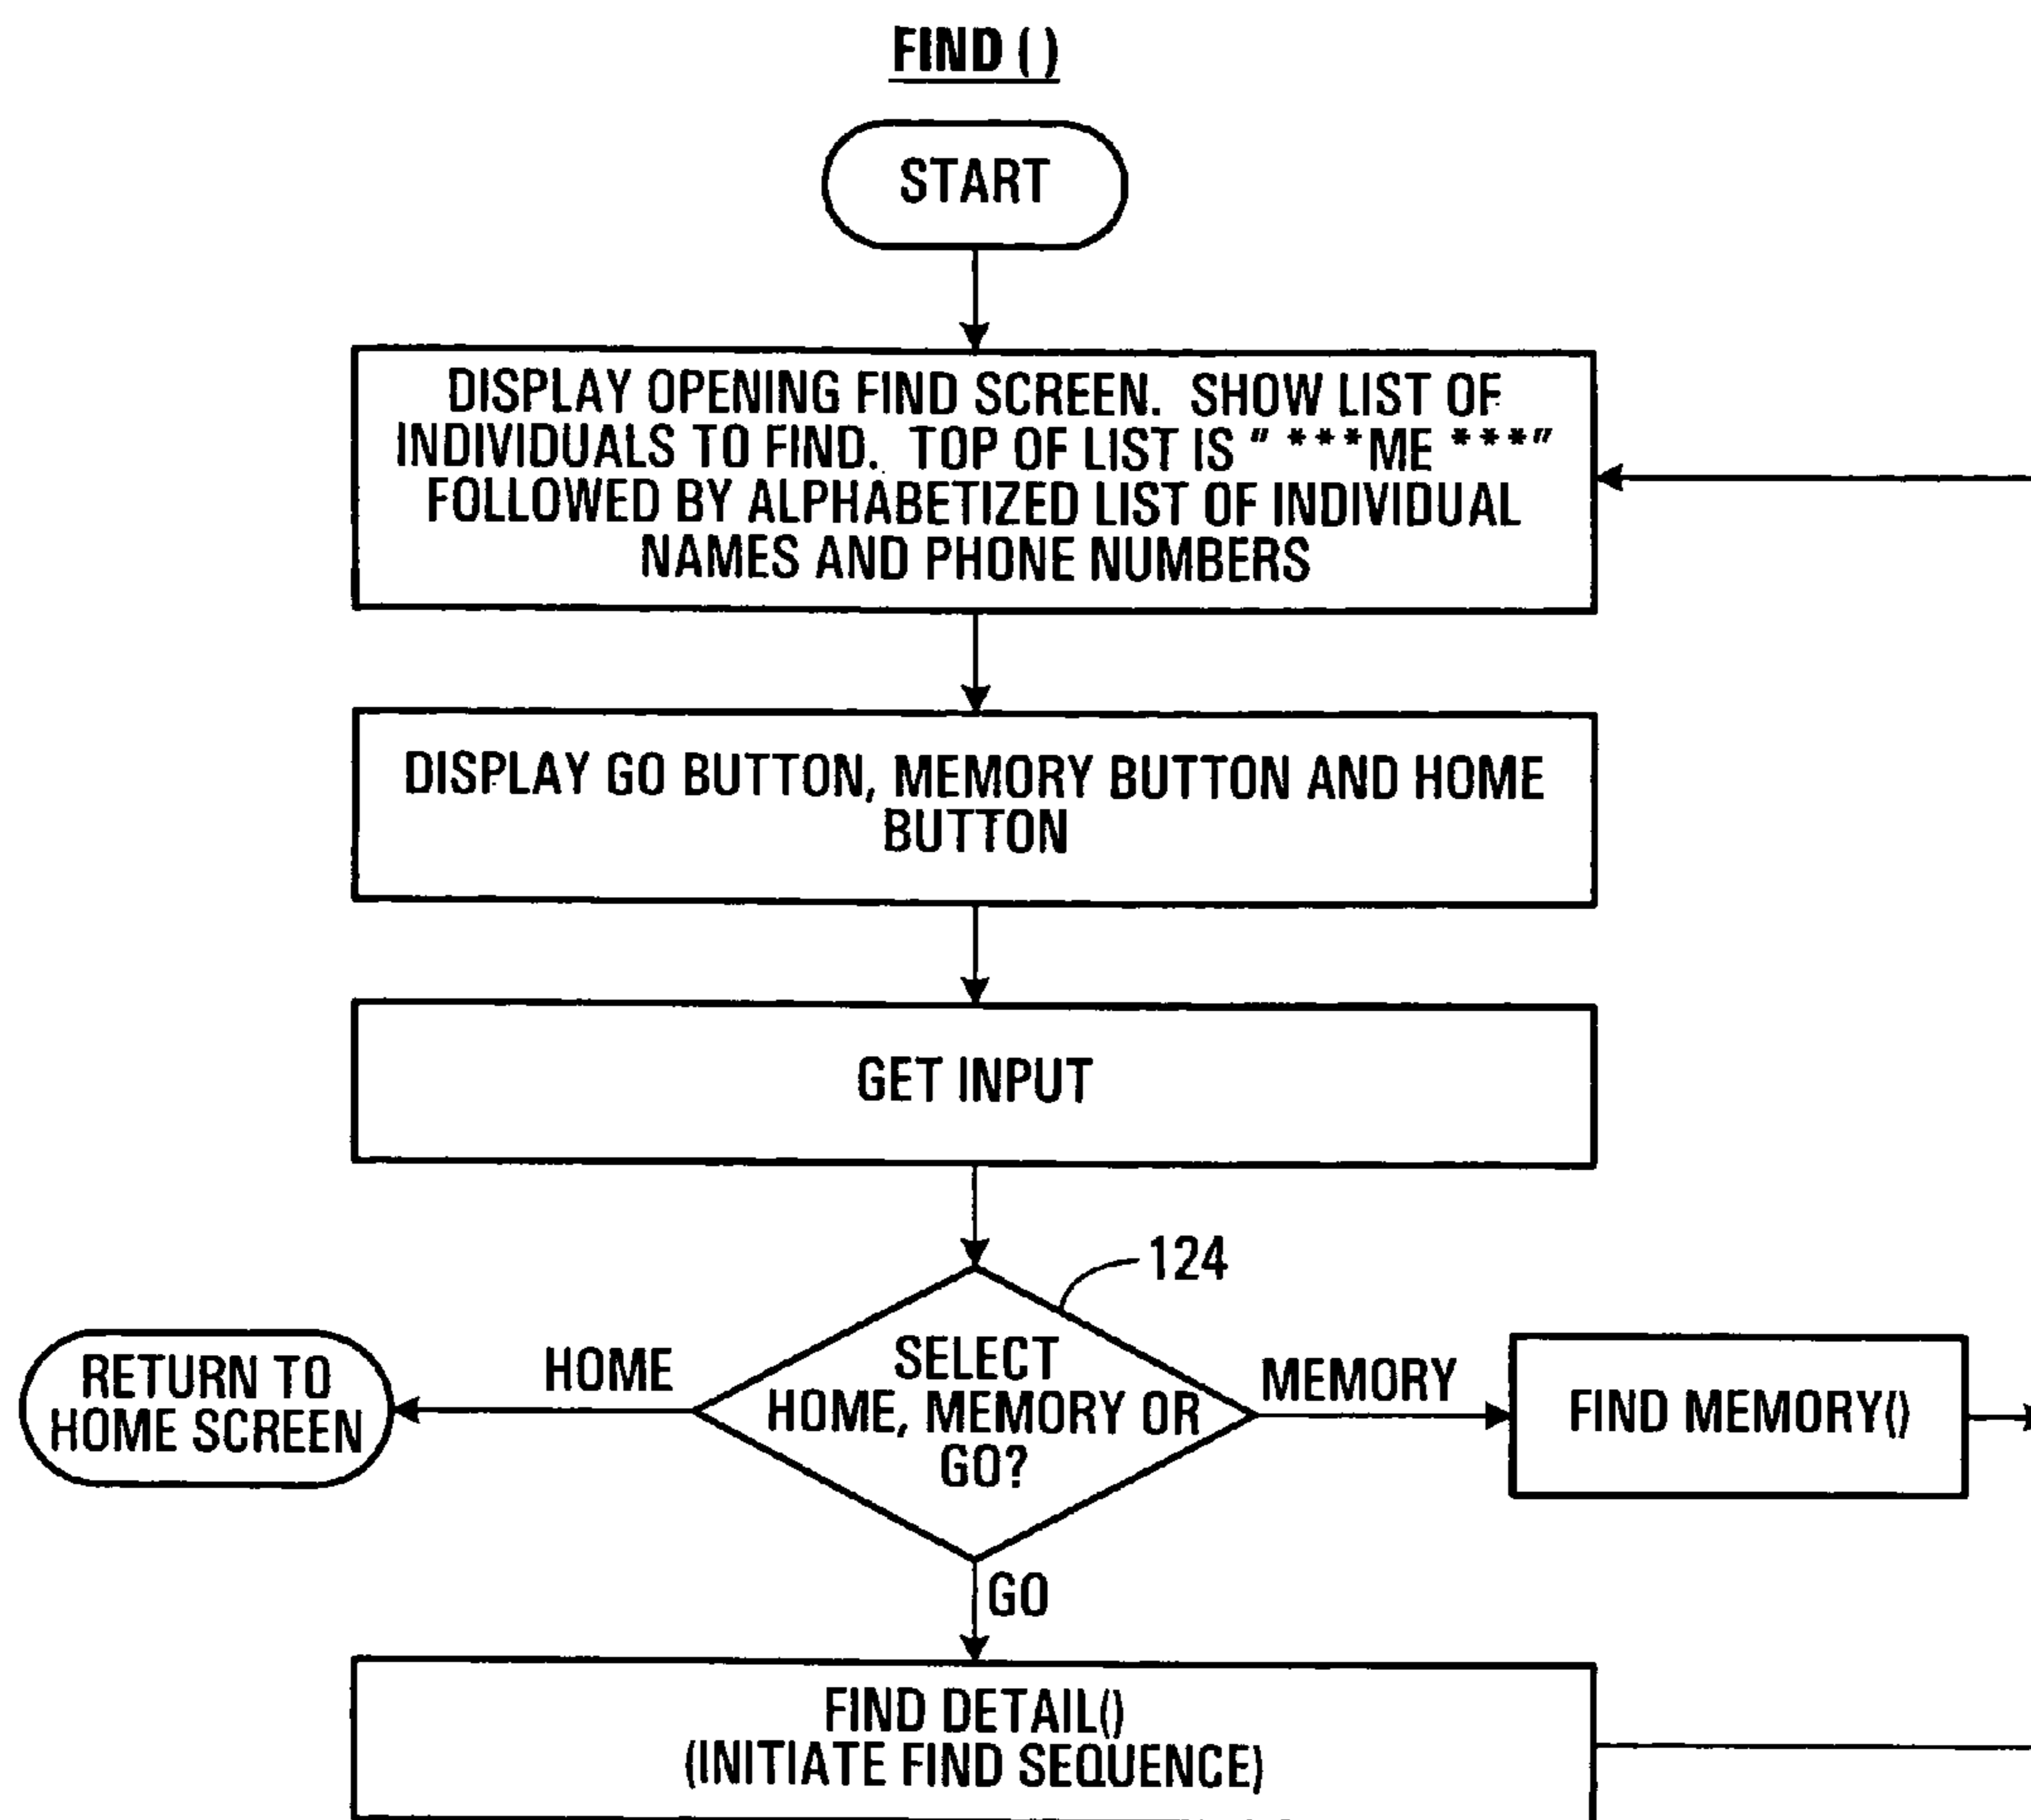 FIND ( )
START
DISPLAY OPENING FIND SCREEN. SHOW LIST OF
INDIVIDUALS TO FIND. TOP OF LIST IS " ***ME ***"
FOLLOWED BY ALPHABETIZED LIST OF INDIVIDUAL
NAMES AND PHONE NUMBERS
DISPLAY GO BUTTON, MEMORY BUTTON AND HOME
BUTTON
GET INPUT
124
RETURN TO
HOME SCREEN
HOME
SELECT
HOME, MEMORY OR
GO?
MEMORY
FIND MEMORY()
GO
FIND DETAIL()
(INITIATE FIND SEQUENCE)